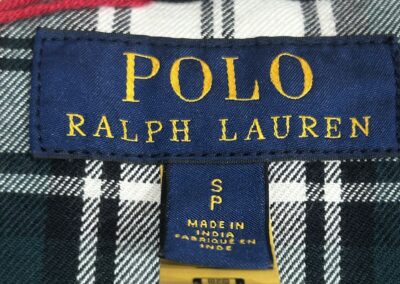 POLO
RALPH LAUREN
S
P
MADE IN
INDIA
FABRIQUÉ EN
INDE